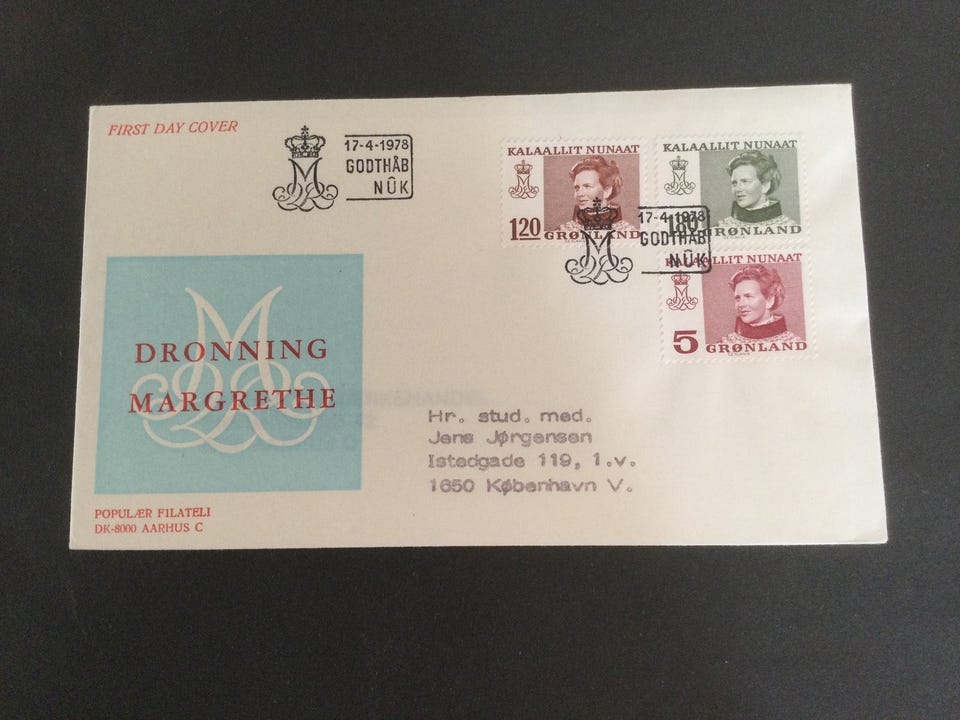 FIRST DAY COVER
17-4-1978
GODTHÅB
NÛK
KALAALLIT NUNAAT
120 GRØNLAND
KALAALLIT NUNAAT
180 GRØNLAND
17-4-1978
GODTHÅB
NÛK
KALAALLIT NUNAAT
5 GRØNLAND
DRONNING
MARGRETHE
Hr. stud. med.
Jens Jørgensen
Istedgade 119, 1.v.
1650 København V.
POPULÆR FILATELI
DK-8000 AARHUS C